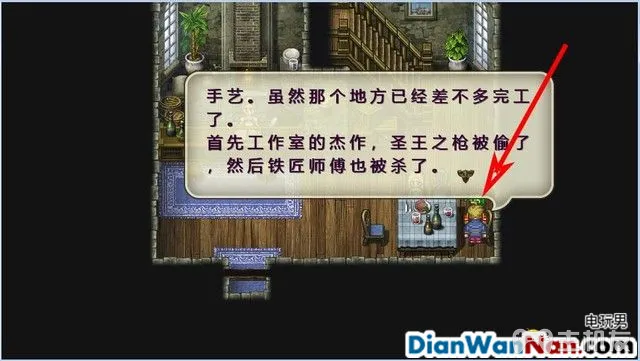 手艺。虽然那个地方已经差不多完工
了。
首先工作室的杰作，圣王之枪被偷了
，然后铁匠师傅也被杀了。
电玩男
DianWanNan.com